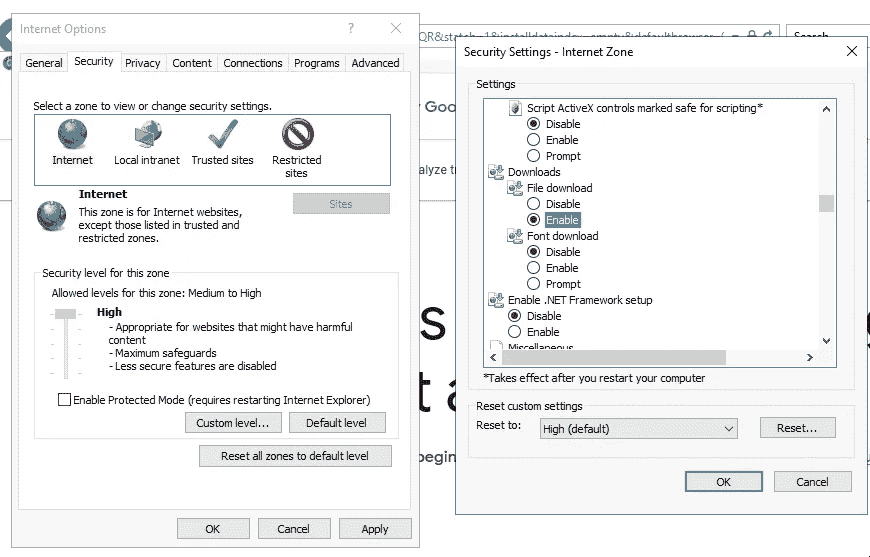 Internet Options
?
General Security Privacy Content Connections Programs Advanced
Select a zone to view or change security settings.
Internet
Local intranet
Trusted sites
Restricted
sites
Internet
This zone is for Internet websites,
except those listed in trusted and
restricted zones.
Sites
Security level for this zone
Allowed levels for this zone: Medium to High
High
- Appropriate for websites that might have harmful
content
- Maximum safeguards
- Less secure features are disabled
Enable Protected Mode (requires restarting Internet Explorer)
Custom level...
Default level
Reset all zones to default level
OK
Cancel
Apply
Search
Security Settings - Internet Zone
Settings
Script ActiveX controls marked safe for scripting*
Disable
Enable
Prompt
Downloads
File download
Disable
Enable
Font download
Disable
Enable
Prompt
Enable .NET Framework setup
Disable
Enable
Miscellaneous
*Takes effect after you restart your computer
Reset custom settings
Reset to:
High (default)
Reset...
OK
Cancel